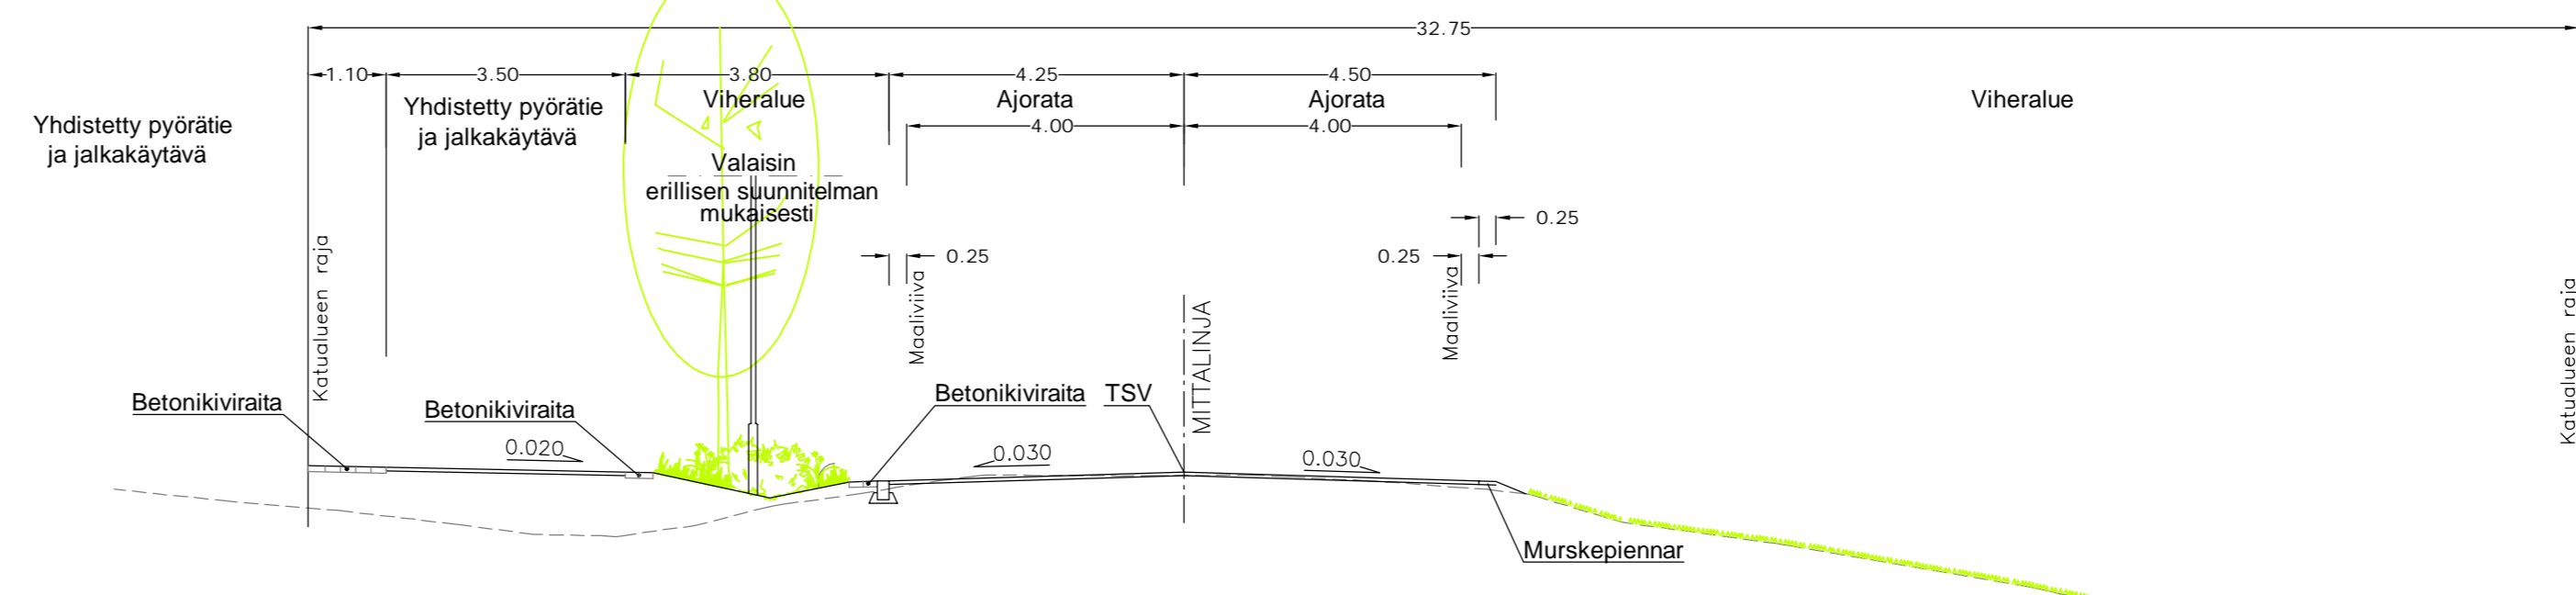 32.75
1.10
3.50
3.80
4.25
4.50
Yhdistetty pyörätie
ja jalkakäytävä
Yhdistetty pyörätie
ja jalkakäytävä
Viheralue
Ajorata
Ajorata
Viheralue
4.00
4.00
Valaisin
erillisen suunnitelman
mukaisesti
0.25
0.25
0.25
Katualueen raja
Maaliviiva
MITTALINJA
Maaliviiva
Katualueen raja
Betonikiviraita
Betonikiviraita
Betonikiviraita
TSV
0.020
0.030
0.030
Murskepiennar